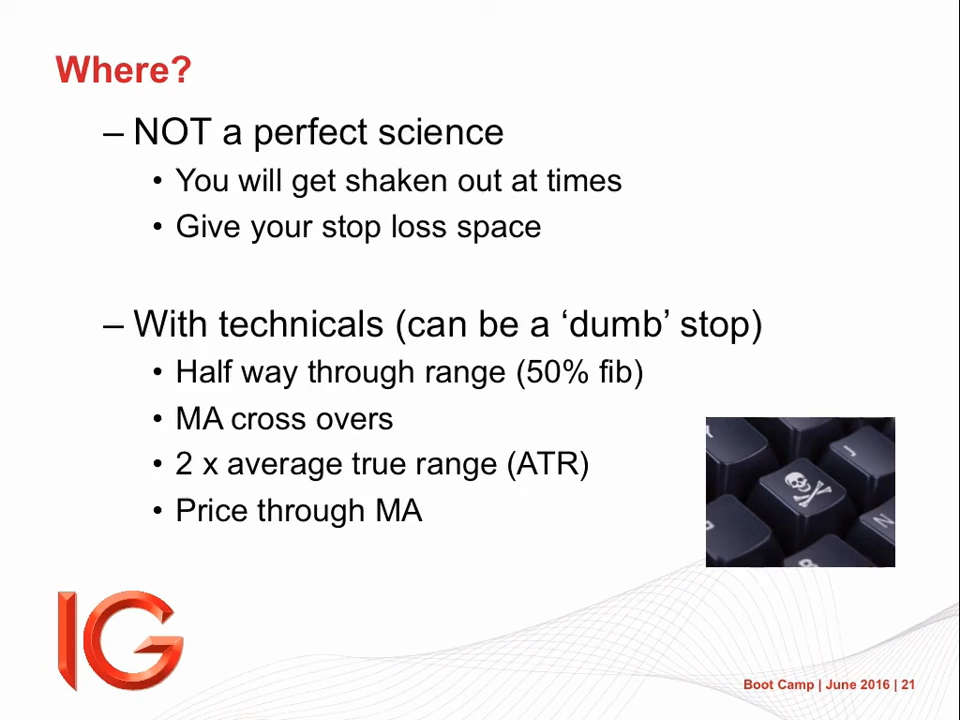 Where?
– NOT a perfect science
• You will get shaken out at times
• Give your stop loss space
– With technicals (can be a ‘dumb’ stop)
• Half way through range (50% fib)
• MA cross overs
• 2 x average true range (ATR)
• Price through MA
IG
Boot Camp | June 2016 | 21